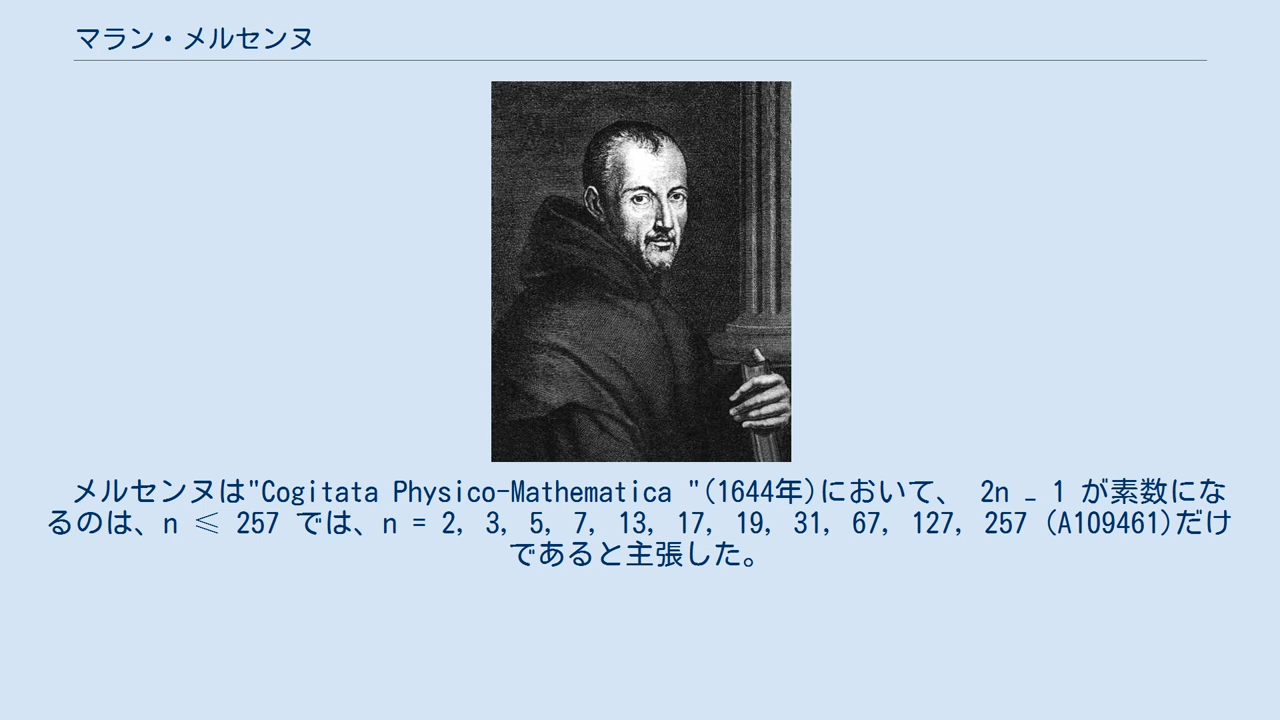 マラン・メルセンヌ
メルセンヌは"Cogitata Physico-Mathematica "(1644年)において、 2n − 1 が素数にな
るのは、n ≤ 257 では、n = 2, 3, 5, 7, 13, 17, 19, 31, 67, 127, 257 (A109461)だけ
であると主張した。